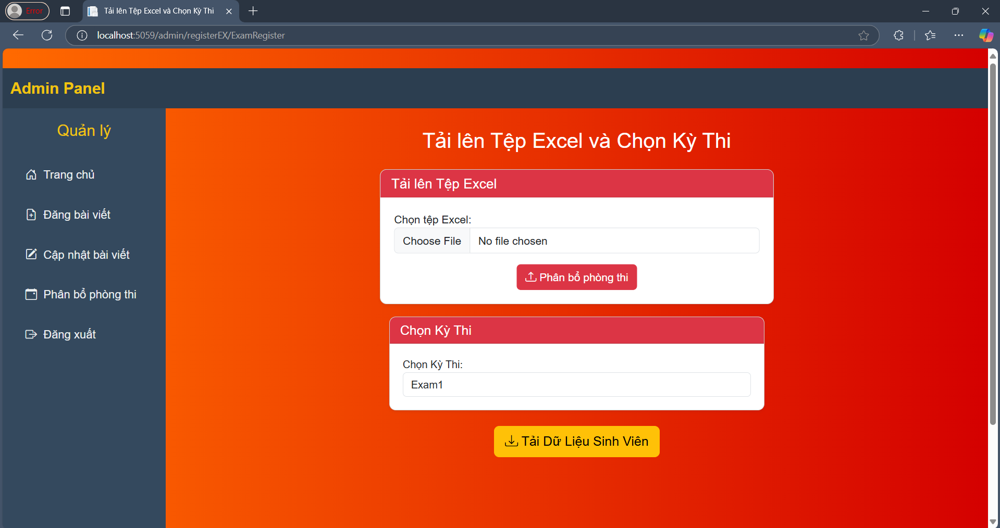 Error
Tải lên Tệp Excel và Chọn Kỳ Thi
localhost:5059/admin/registerEX/ExamRegister
Admin Panel
Quản lý
Trang chủ
Đăng bài viết
Cập nhật bài viết
Phân bổ phòng thi
Đăng xuất
Tải lên Tệp Excel và Chọn Kỳ Thi
Tải lên Tệp Excel
Chọn tệp Excel:
Choose File No file chosen
Phân bổ phòng thi
Chọn Kỳ Thi
Chọn Kỳ Thi:
Exam1
Tải Dữ Liệu Sinh Viên